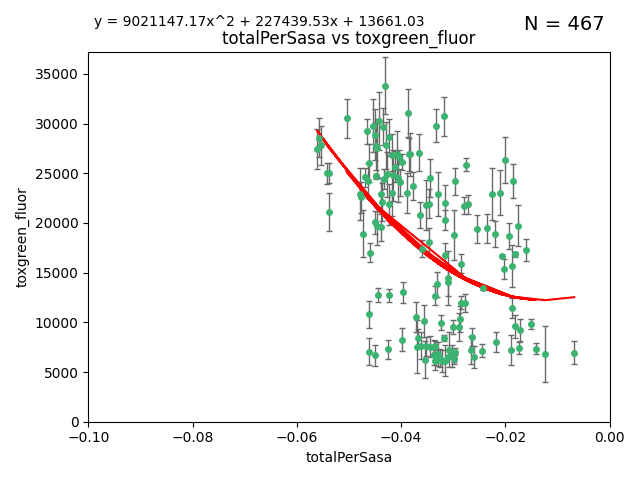 y = 9021147.17x^2 + 227439.53x + 13661.03
N = 467
totalPerSasa vs toxgreen_fluor
35000
30000
25000
20000
15000
10000
5000
0
toxgreen_fluor
−0.10 −0.08 −0.06 −0.04 −0.02 0.00
totalPerSasa